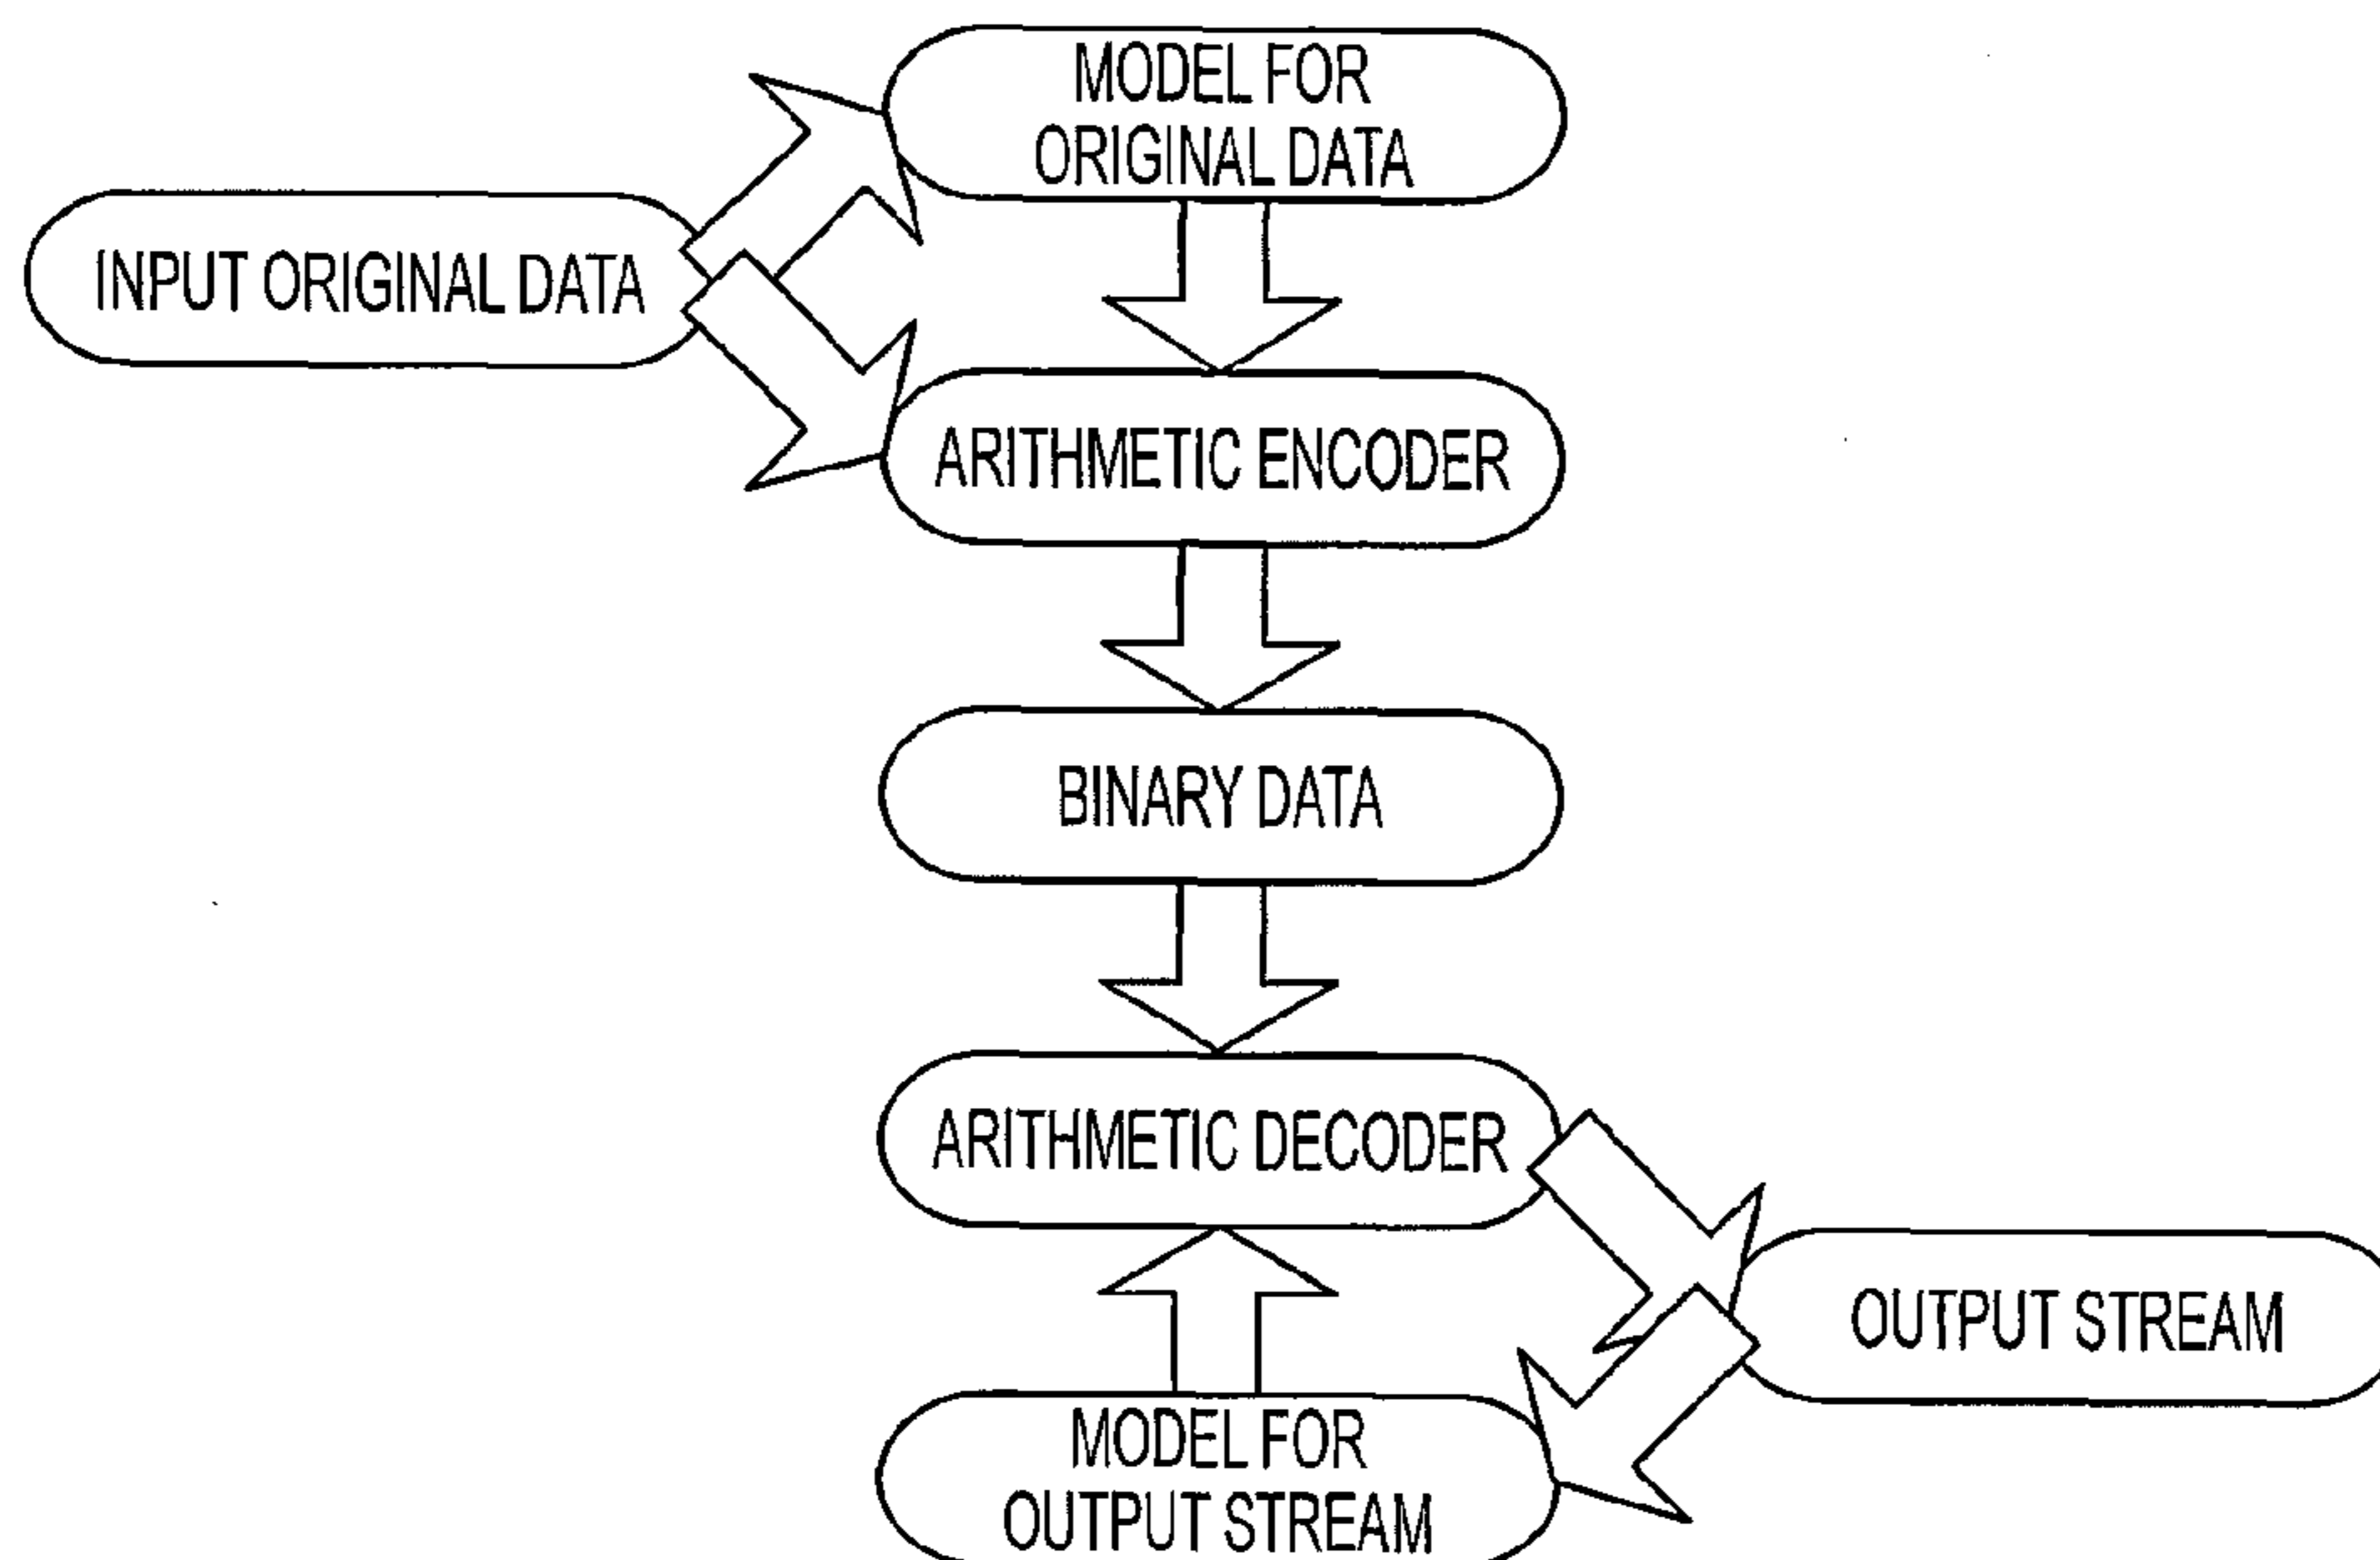 MODEL FOR
ORIGINAL DATA
INPUT ORIGINAL DATA
ARITHMETIC ENCODER
BINARY DATA
ARITHMETIC DECODER
OUTPUT STREAM
MODEL FOR
OUTPUT STREAM